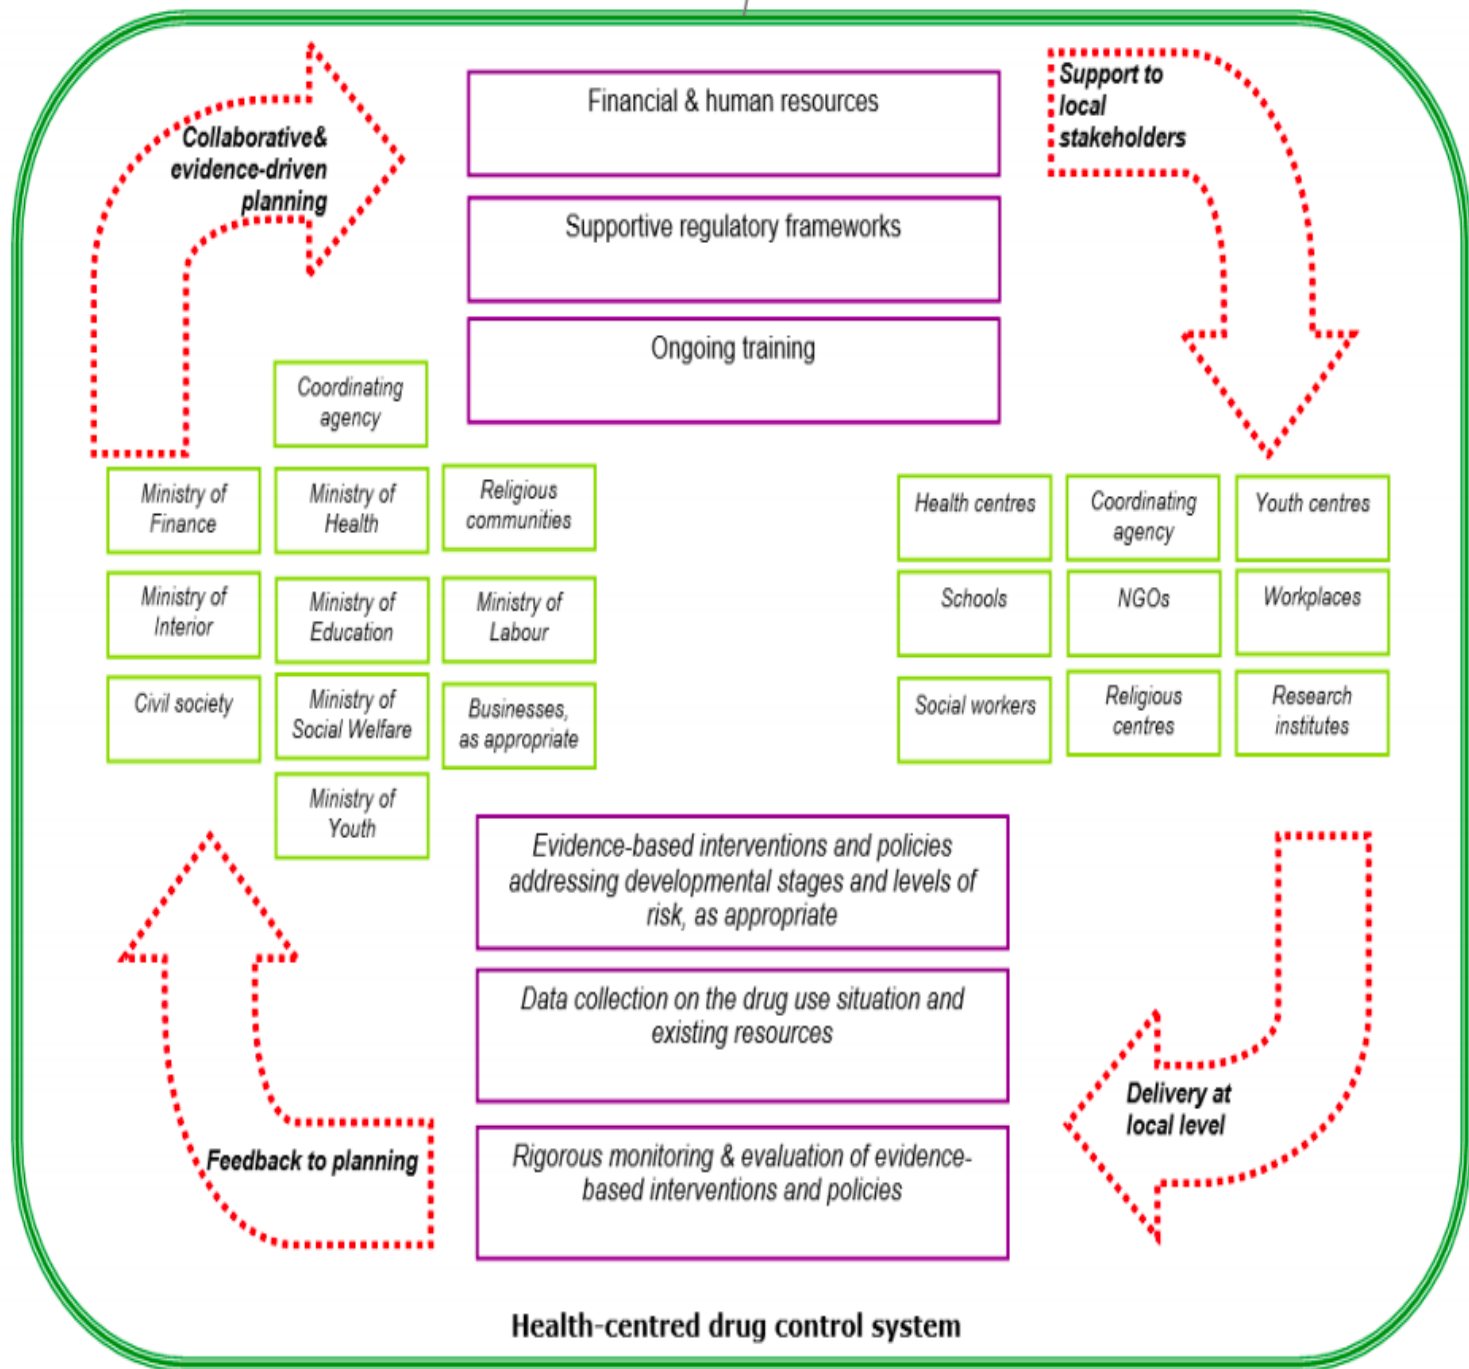 Collaborative&
evidence-driven
planning
Financial & human resources
Supportive regulatory frameworks
Ongoing training
Support to
local
stakeholders
Coordinating
agency
Ministry of
Finance
Ministry of
Health
Religious
communities
Ministry of
Interior
Ministry of
Education
Ministry of
Labour
Civil society
Ministry of
Social Welfare
Businesses,
as appropriate
Ministry of
Youth
Health centres
Coordinating
agency
Youth centres
Schools
NGOs
Workplaces
Social workers
Religious
centres
Research
institutes
Evidence-based interventions and policies
addressing developmental stages and levels of
risk, as appropriate
Data collection on the drug use situation and
existing resources
Rigorous monitoring & evaluation of evidence-
based interventions and policies
Delivery at
local level
Feedback to planning
Health-centred drug control system